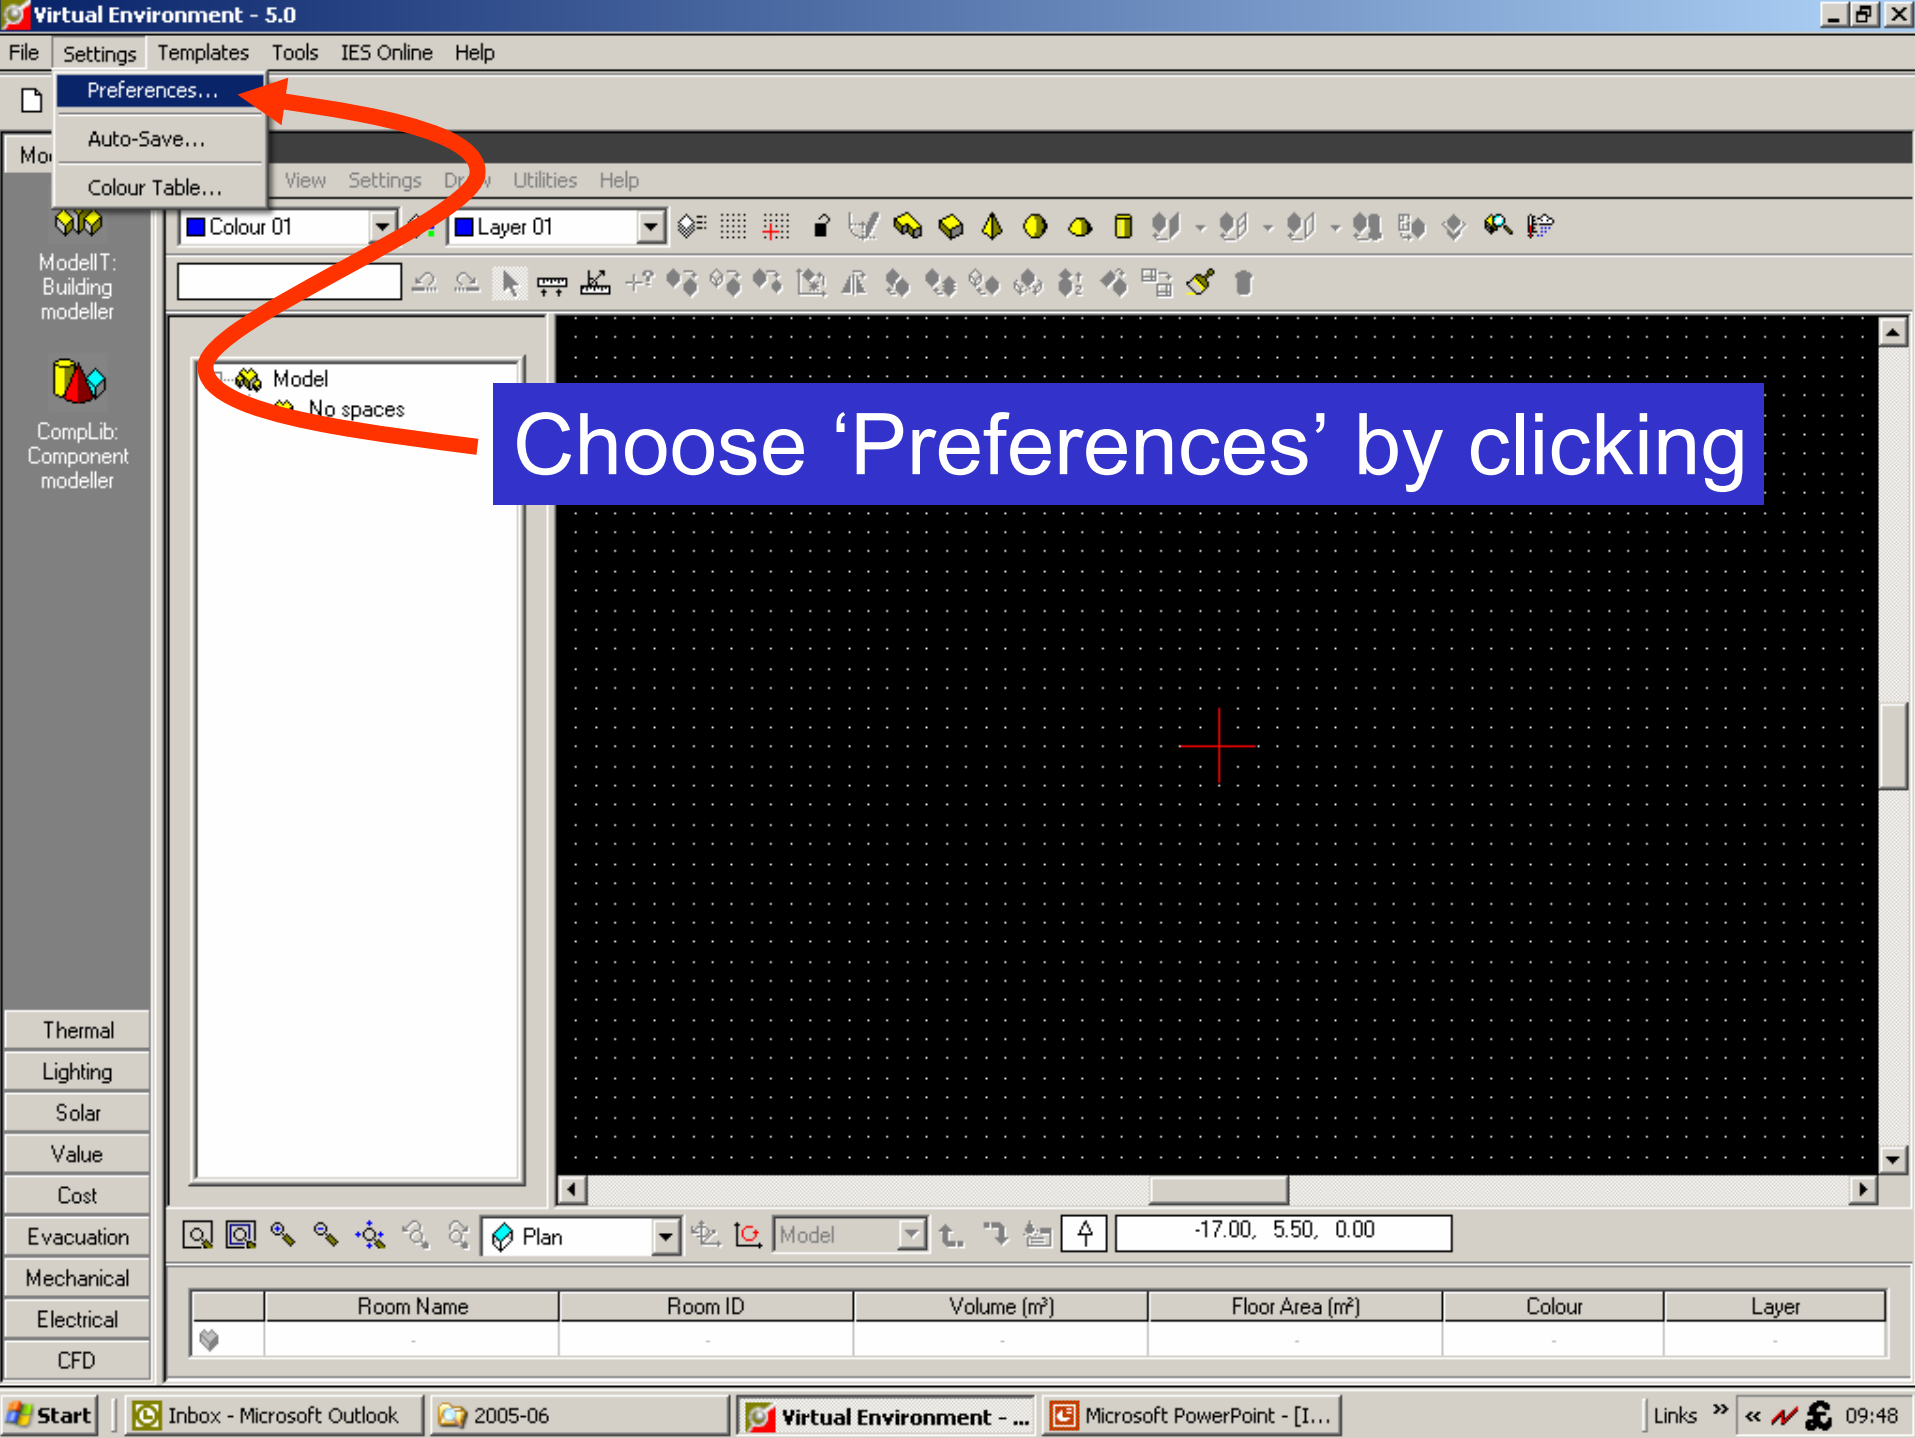 Virtual Environment - 5.0
File Settings Templates Tools IES Online Help
Preferences...
Auto-Save...
Colour Table...
View Settings Utilities Help
Colour 01 Layer 01
ModelIT:
Building
modeller
CompLib:
Component
modeller
Model
No spaces
Choose ‘Preferences’ by clicking
Thermal
Lighting
Solar
Value
Cost
Evacuation
Mechanical
Electrical
CFD
Plan Model -17.00, 5.50, 0.00
Room Name Room ID Volume (m³) Floor Area (m²) Colour Layer
- - - - - -
Start Inbox - Microsoft Outlook 2005-06 Virtual Environment - ... Microsoft PowerPoint - [I... Links » « 09:48